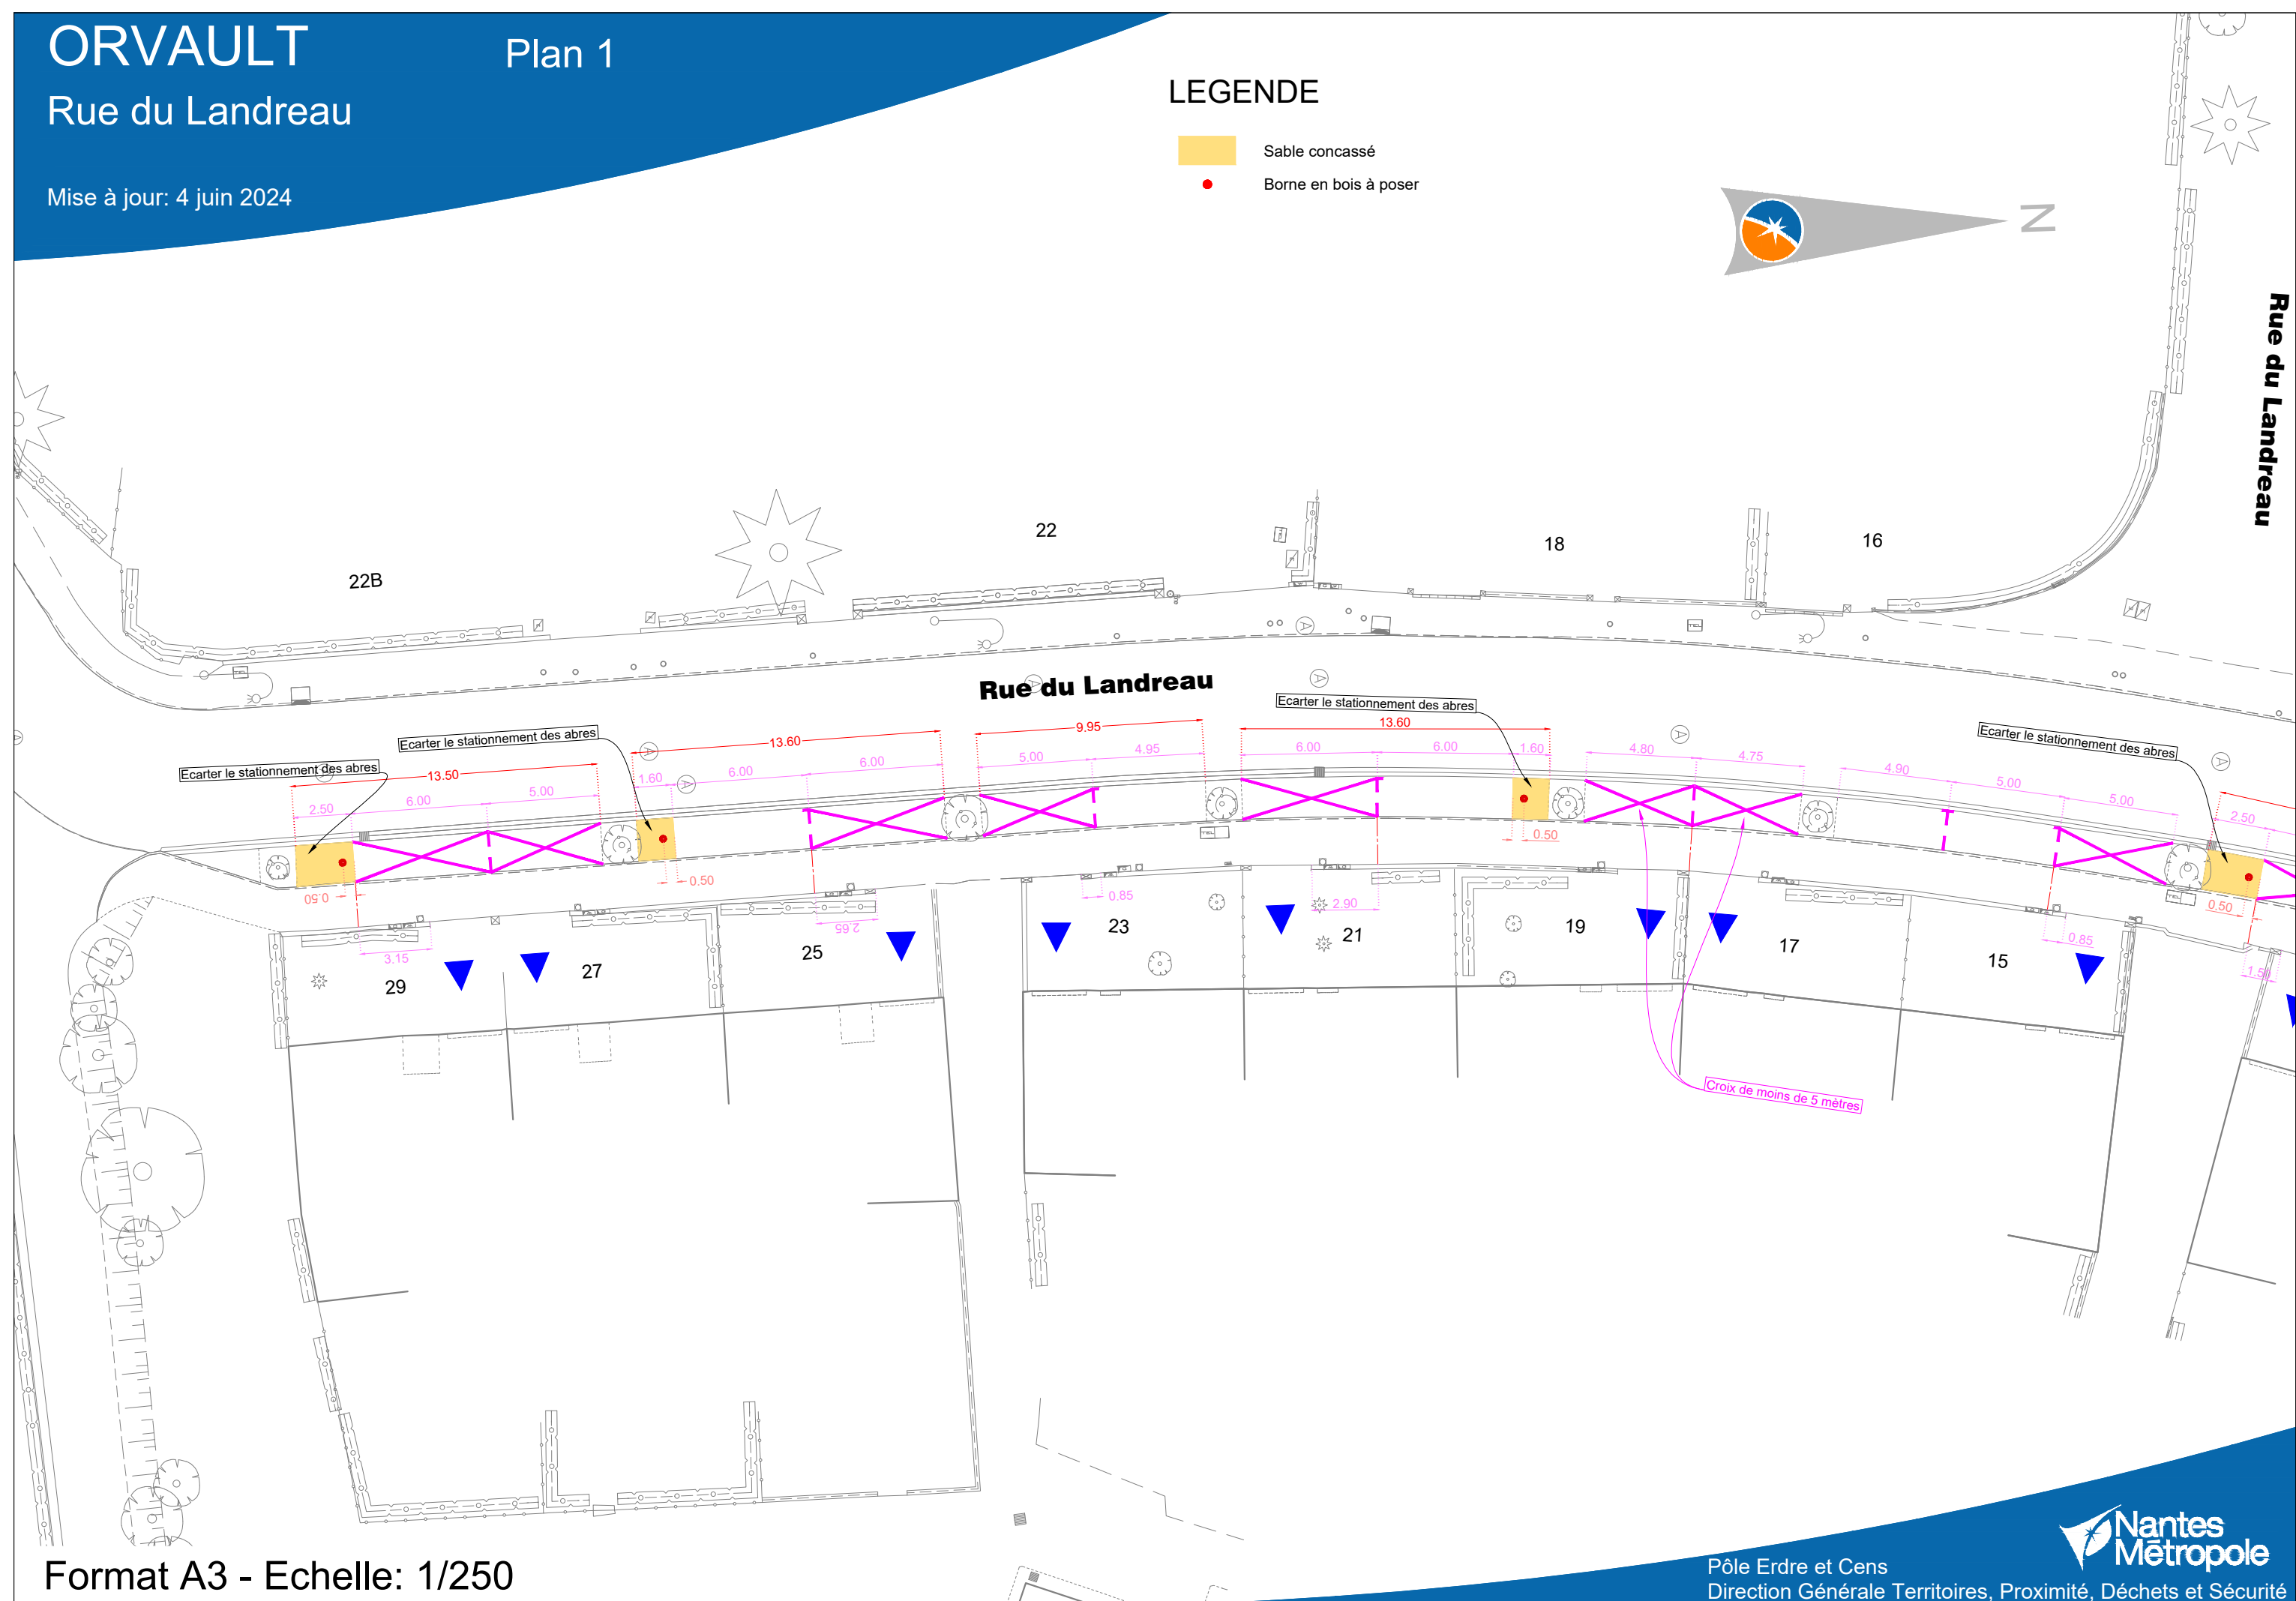 ORVAULT
Plan 1
Rue du Landreau
Mise à jour: 4 juin 2024
LEGENDE
Sable concassé
Borne en bois à poser
N
Rue du Landreau
22B
22
18
16
TEL
TEL
Rue du Landreau
Ecarter le stationnement des abres
Ecarter le stationnement des abres
Ecarter le stationnement des abres
Ecarter le stationnement des abres
13.50
13.60
9.95
13.60
2.50
6.00
5.00
1.60
6.00
6.00
5.00
4.95
6.00
6.00
1.60
4.80
4.75
4.90
5.00
5.00
2.50
TEL
TEL
0.50
0.50
0.50
0.50
3.15
2.65
0.85
2.90
0.85
1.50
29
27
25
23
21
19
17
15
Croix de moins de 5 mètres
Format A3 - Echelle: 1/250
Nantes
Métropole
Pôle Erdre et Cens
Direction Générale Territoires, Proximité, Déchets et Sécurité